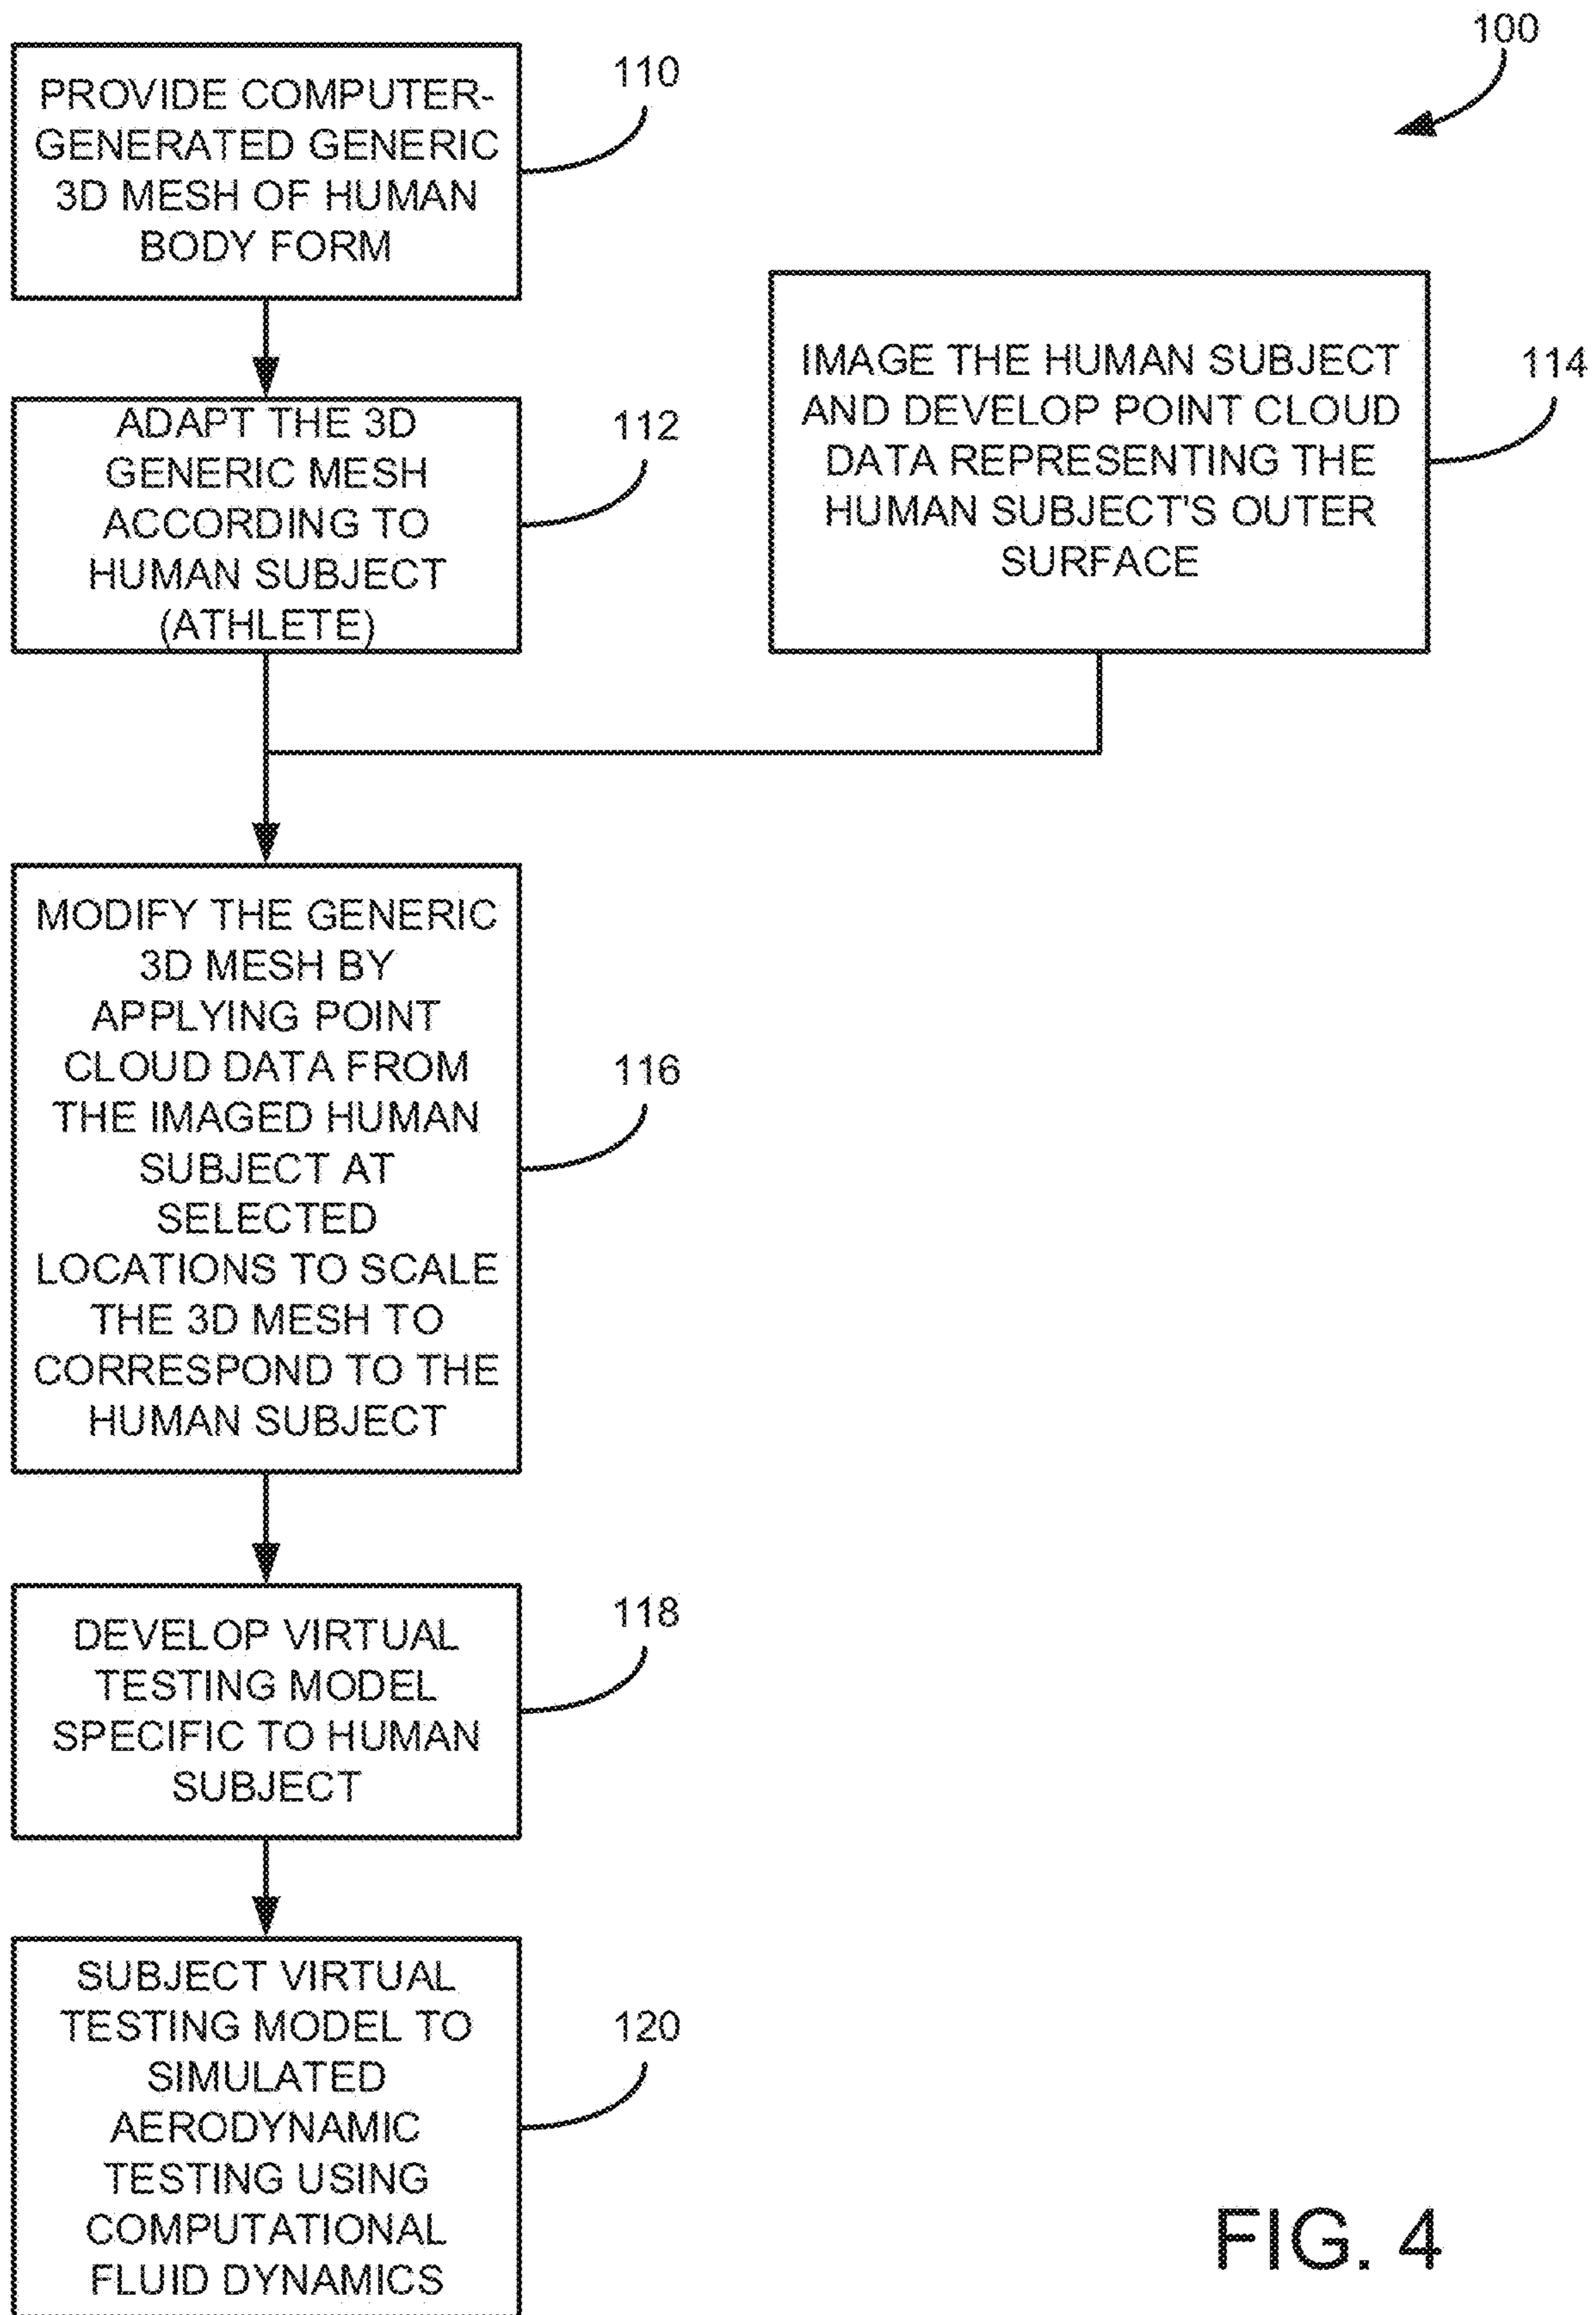 100
PROVIDE COMPUTER-
GENERATED GENERIC
3D MESH OF HUMAN
BODY FORM
110
ADAPT THE 3D
GENERIC MESH
ACCORDING TO
HUMAN SUBJECT
(ATHLETE)
112
IMAGE THE HUMAN SUBJECT
AND DEVELOP POINT CLOUD
DATA REPRESENTING THE
HUMAN SUBJECT'S OUTER
SURFACE
114
MODIFY THE GENERIC
3D MESH BY
APPLYING POINT
CLOUD DATA FROM
THE IMAGED HUMAN
SUBJECT AT
SELECTED
LOCATIONS TO SCALE
THE 3D MESH TO
CORRESPOND TO THE
HUMAN SUBJECT
116
DEVELOP VIRTUAL
TESTING MODEL
SPECIFIC TO HUMAN
SUBJECT
118
SUBJECT VIRTUAL
TESTING MODEL TO
SIMULATED
AERODYNAMIC
TESTING USING
COMPUTATIONAL
FLUID DYNAMICS
120
FIG. 4